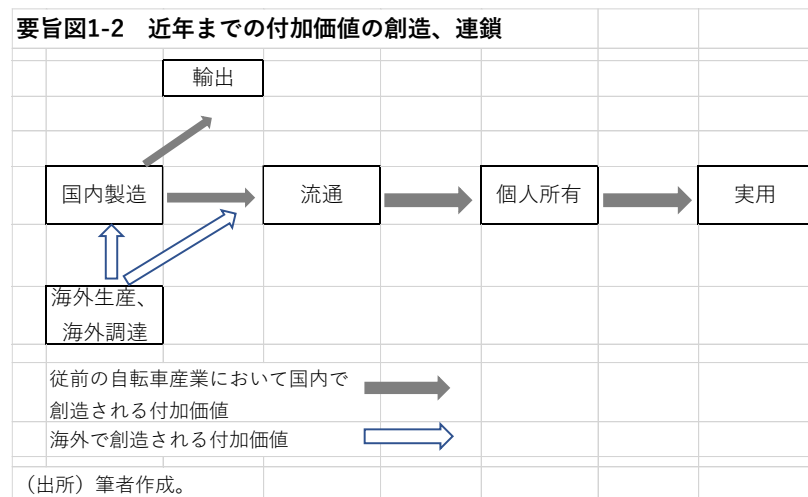 要旨図1-2　近年までの付加価値の創造、連鎖
輸出
国内製造
流通
個人所有
実用
海外生産、
海外調達
従前の自転車産業において国内で
創造される付加価値
海外で創造される付加価値
（出所）筆者作成。